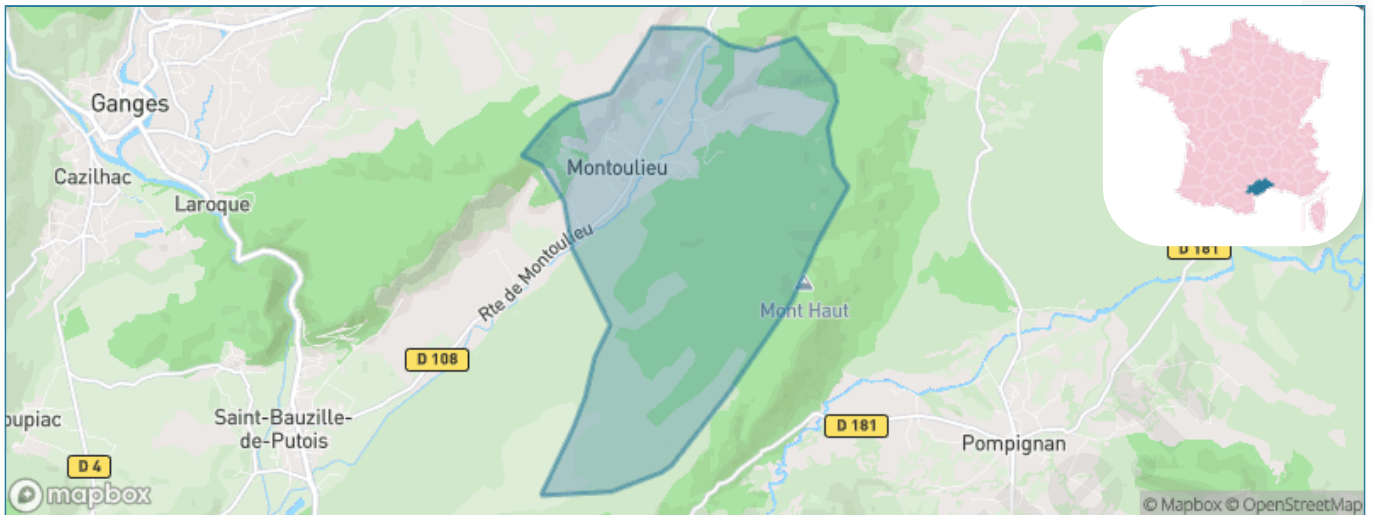 Ganges
Cazilhac
Laroque
Montoulieu
Rte de Montoulieu
D 181
Mont Haut
D 108
oupiac
Saint-Bauzille-
de-Putois
D 181
Pompignan
D 4
mapbox
© Mapbox © OpenStreetMap